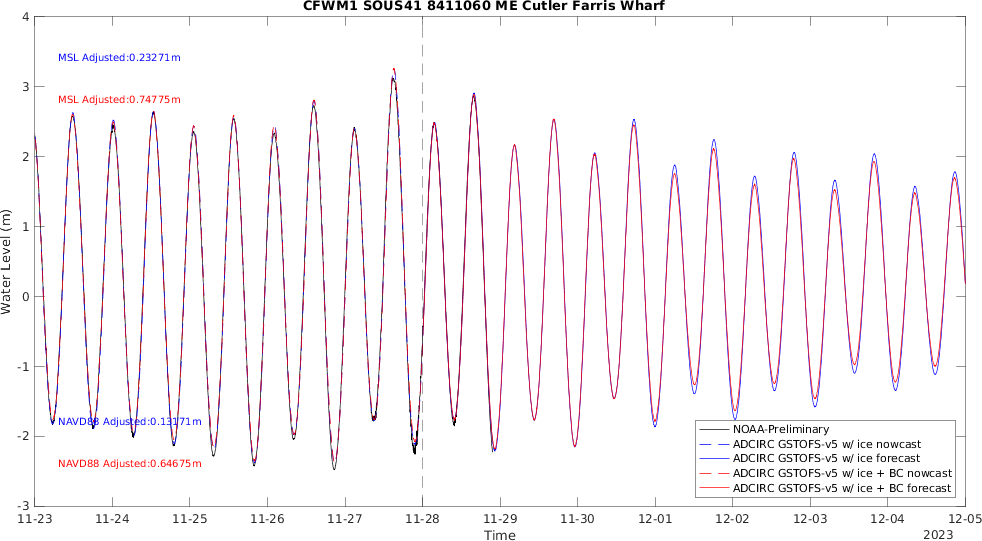 CFWM1 SOUS41 8411060 ME Cutler Farris Wharf
4
3
2
1
0
-1
-2
-3
Water Level (m)
MSL Adjusted:0.23271m
MSL Adjusted:0.74775m
NAVD88 Adjusted:0.13171m
NAVD88 Adjusted:0.64675m
NOAA-Preliminary
ADCIRC GSTOFS-v5 w/ ice nowcast
ADCIRC GSTOFS-v5 w/ ice forecast
ADCIRC GSTOFS-v5 w/ ice + BC nowcast
ADCIRC GSTOFS-v5 w/ ice + BC forecast
11-23 11-24 11-25 11-26 11-27 11-28 11-29 11-30 12-01 12-02 12-03 12-04 12-05
Time
2023